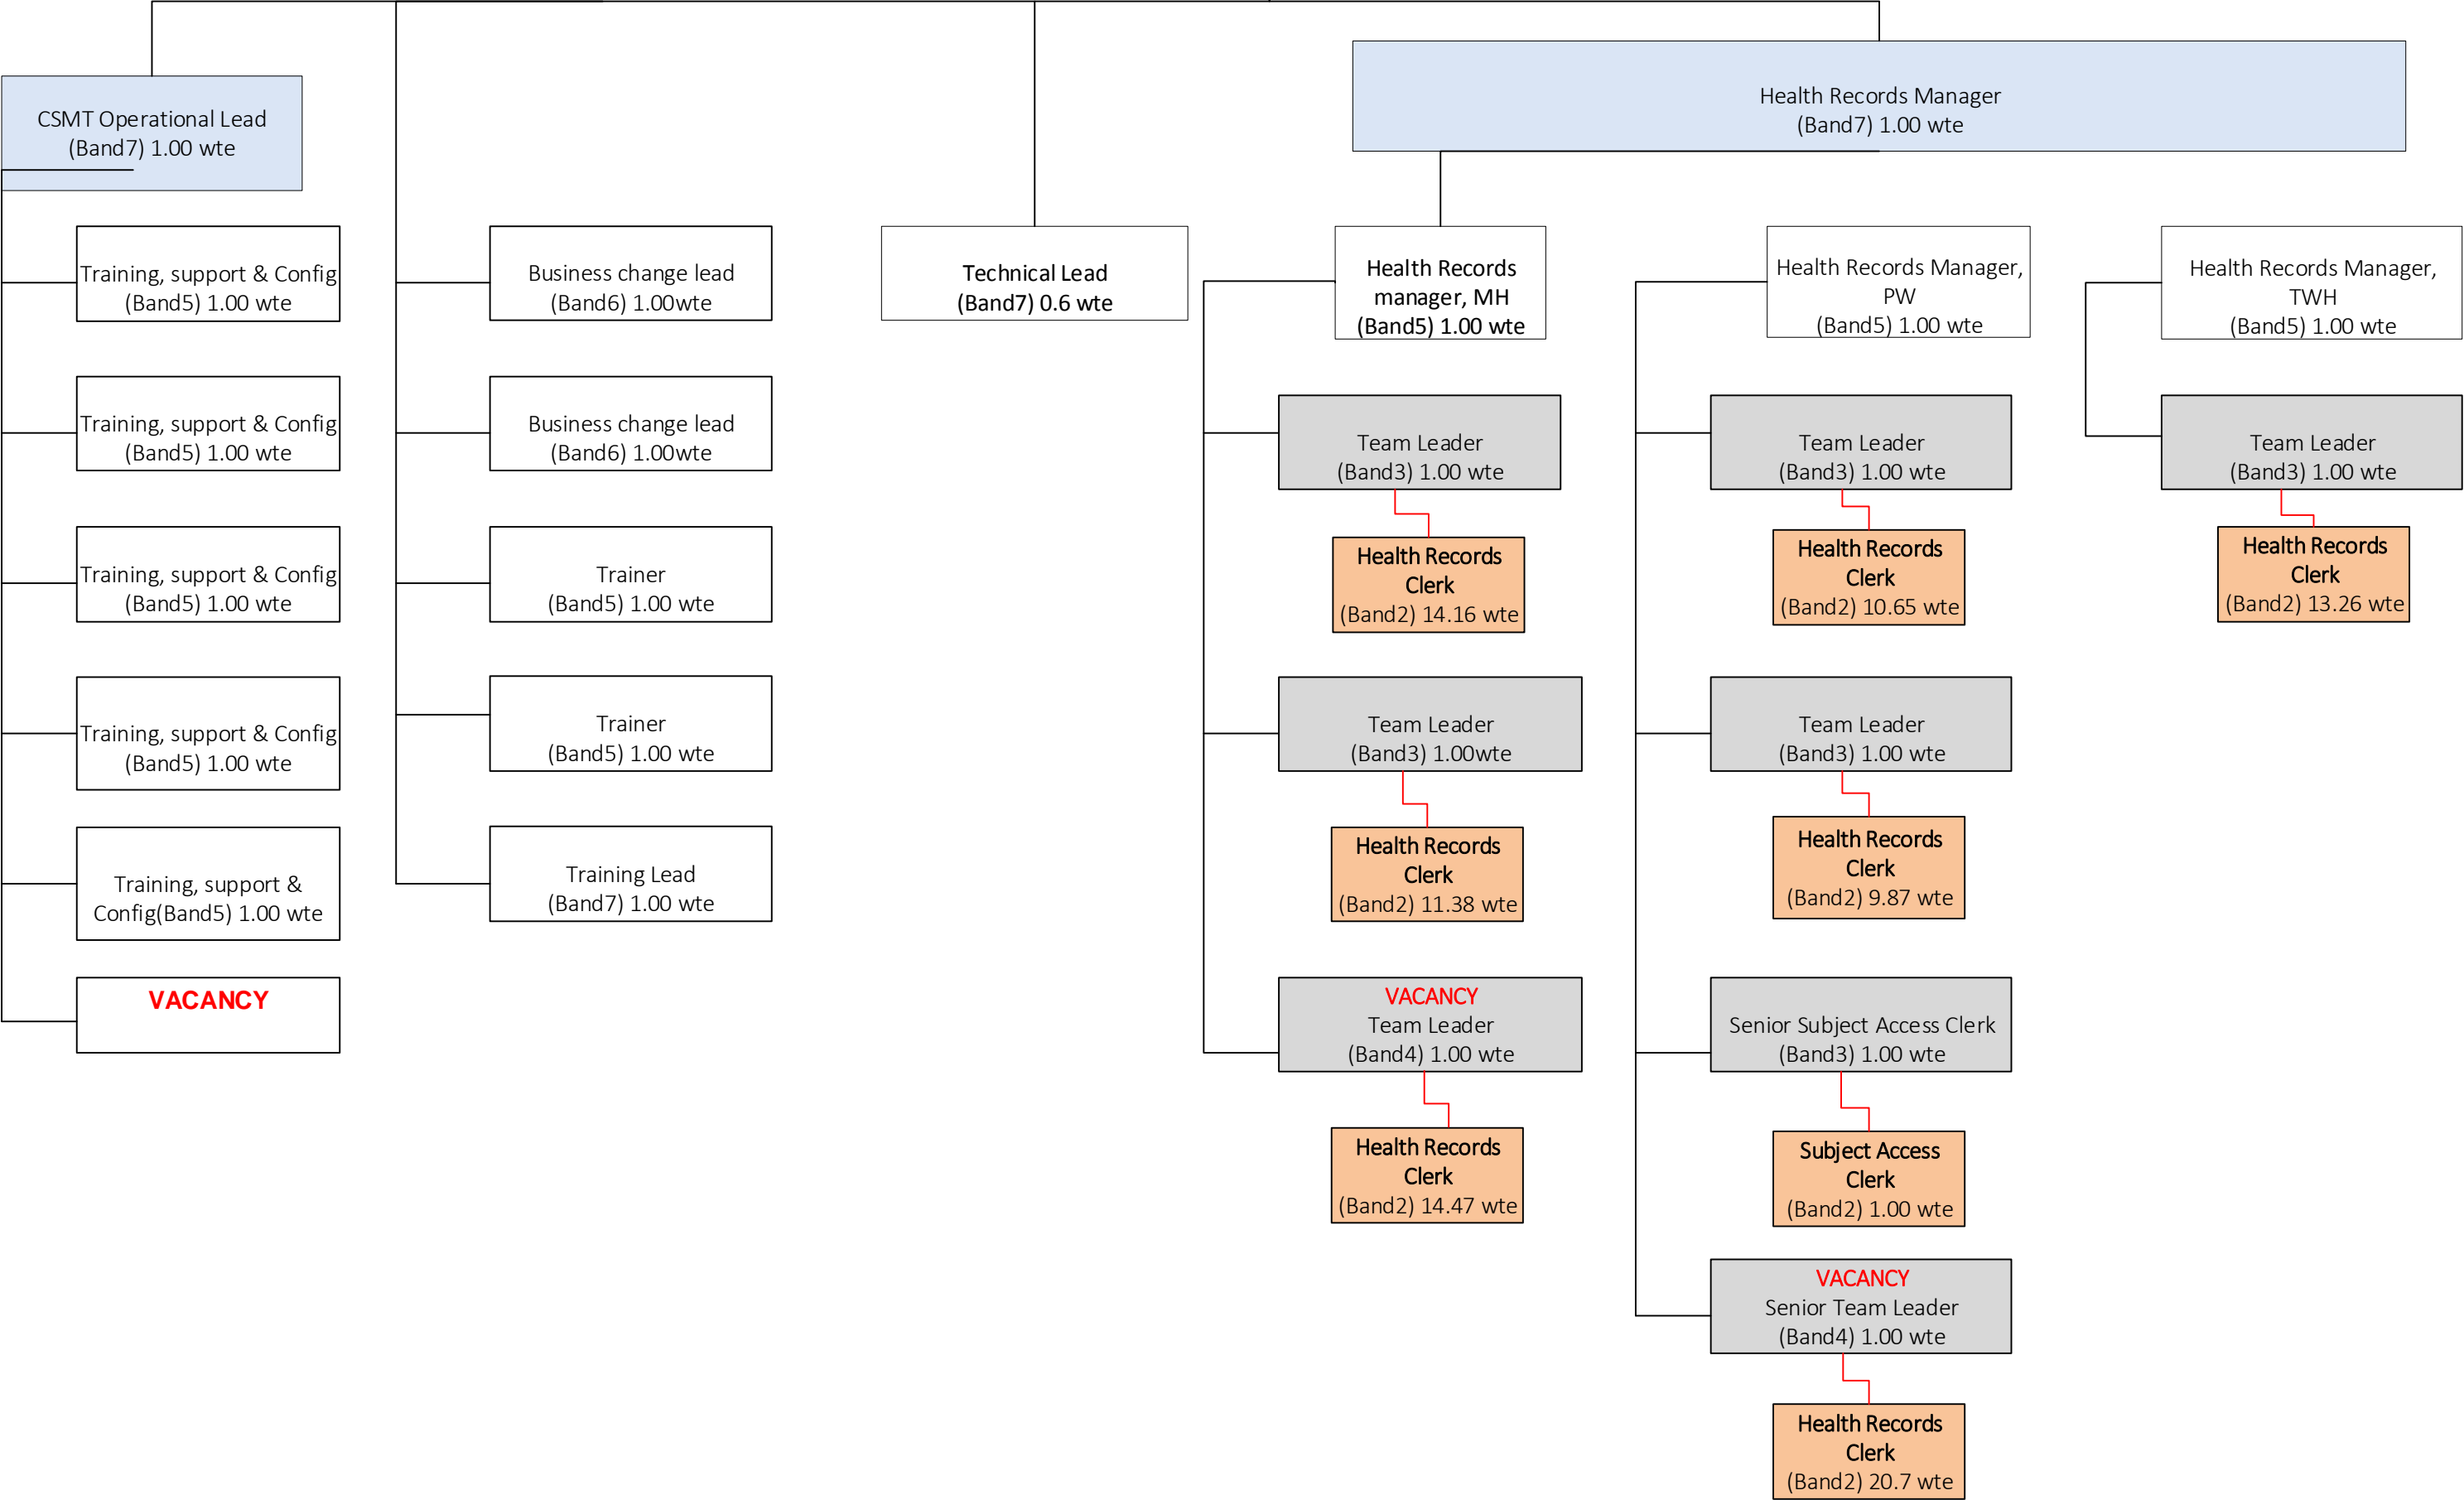 CSMT Operational Lead
(Band7) 1.00 wte
Health Records Manager
(Band7) 1.00 wte
Training, support & Config
(Band5) 1.00 wte
Training, support & Config
(Band5) 1.00 wte
Training, support & Config
(Band5) 1.00 wte
Training, support & Config
(Band5) 1.00 wte
Training, support &
Config(Band5) 1.00 wte
VACANCY
Business change lead
(Band6) 1.00wte
Business change lead
(Band6) 1.00wte
Trainer
(Band5) 1.00 wte
Trainer
(Band5) 1.00 wte
Training Lead
(Band7) 1.00 wte
Technical Lead
(Band7) 0.6 wte
Health Records
manager, MH
(Band5) 1.00 wte
Team Leader
(Band3) 1.00 wte
Health Records
Clerk
(Band2) 14.16 wte
Team Leader
(Band3) 1.00wte
Health Records
Clerk
(Band2) 11.38 wte
VACANCY
Team Leader
(Band4) 1.00 wte
Health Records
Clerk
(Band2) 14.47 wte
Health Records Manager,
PW
(Band5) 1.00 wte
Team Leader
(Band3) 1.00 wte
Health Records
Clerk
(Band2) 10.65 wte
Team Leader
(Band3) 1.00 wte
Health Records
Clerk
(Band2) 9.87 wte
Senior Subject Access Clerk
(Band3) 1.00 wte
Subject Access
Clerk
(Band2) 1.00 wte
VACANCY
Senior Team Leader
(Band4) 1.00 wte
Health Records
Clerk
(Band2) 20.7 wte
Health Records Manager,
TWH
(Band5) 1.00 wte
Team Leader
(Band3) 1.00 wte
Health Records
Clerk
(Band2) 13.26 wte